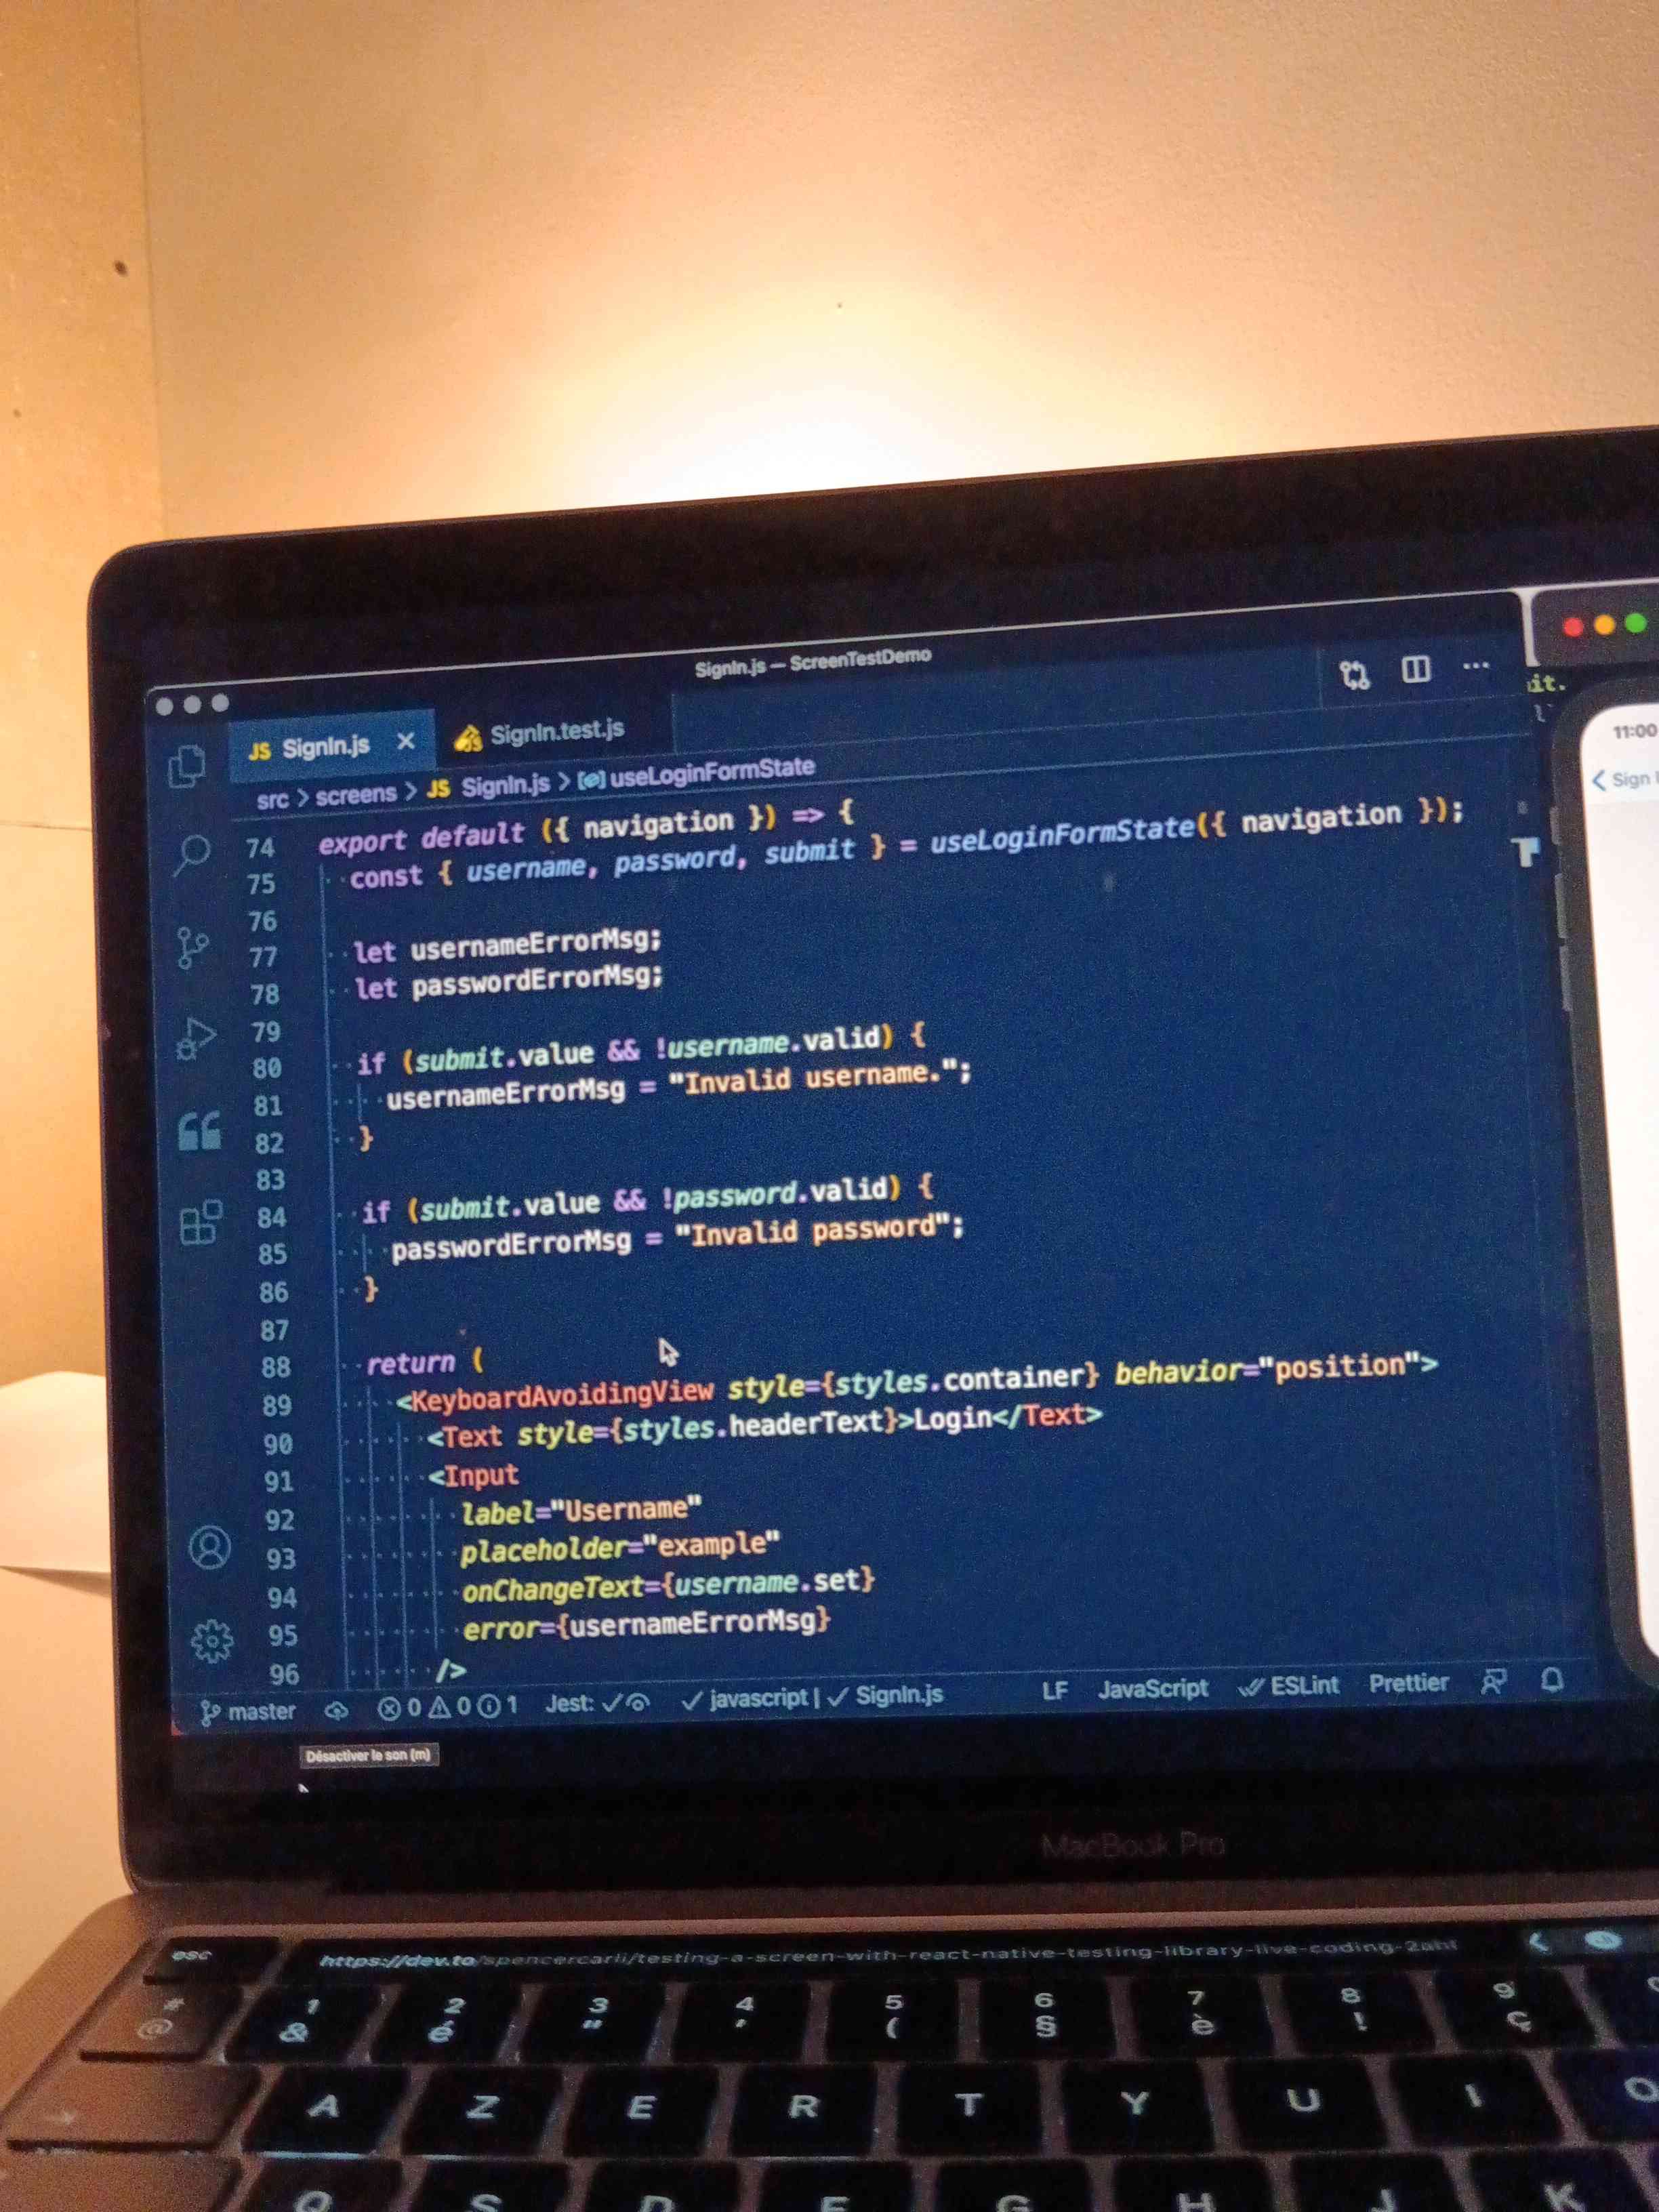 SignIn.js — ScreenTestDemo
JS SignIn.js × SignIn.test.js
src > screens > JS SignIn.js > useLoginFormState
74 export default ({ navigation }) => {
75 const { username, password, submit } = useLoginFormState({ navigation });
76
77 let usernameErrorMsg;
78 let passwordErrorMsg;
79
80 if (submit.value && !username.valid) {
81 usernameErrorMsg = "Invalid username.";
82 }
83
84 if (submit.value && !password.valid) {
85 passwordErrorMsg = "Invalid password";
86 }
87
88 return (
89 <KeyboardAvoidingView style={styles.container} behavior="position">
90 <Text style={styles.headerText}>Login</Text>
91 <Input
92 label="Username"
93 placeholder="example"
94 onChangeText={username.set}
95 error={usernameErrorMsg}
96 />
master 0 0 1 Jest: ✓ ✓ javascript | ✓ SignIn.js LF JavaScript ESLint Prettier
11:00
Sign
Désactiver le son (m)
MacBook Pro
esc https://dev.to/spencercarli/testing-a-screen-with-react-native-testing-library-live-coding-2ahl
# 1 2 3 4 5 6 7 8 9
@ & é " ' ( § è ! ç
A Z E R T Y U I O
Q S D F G H J K